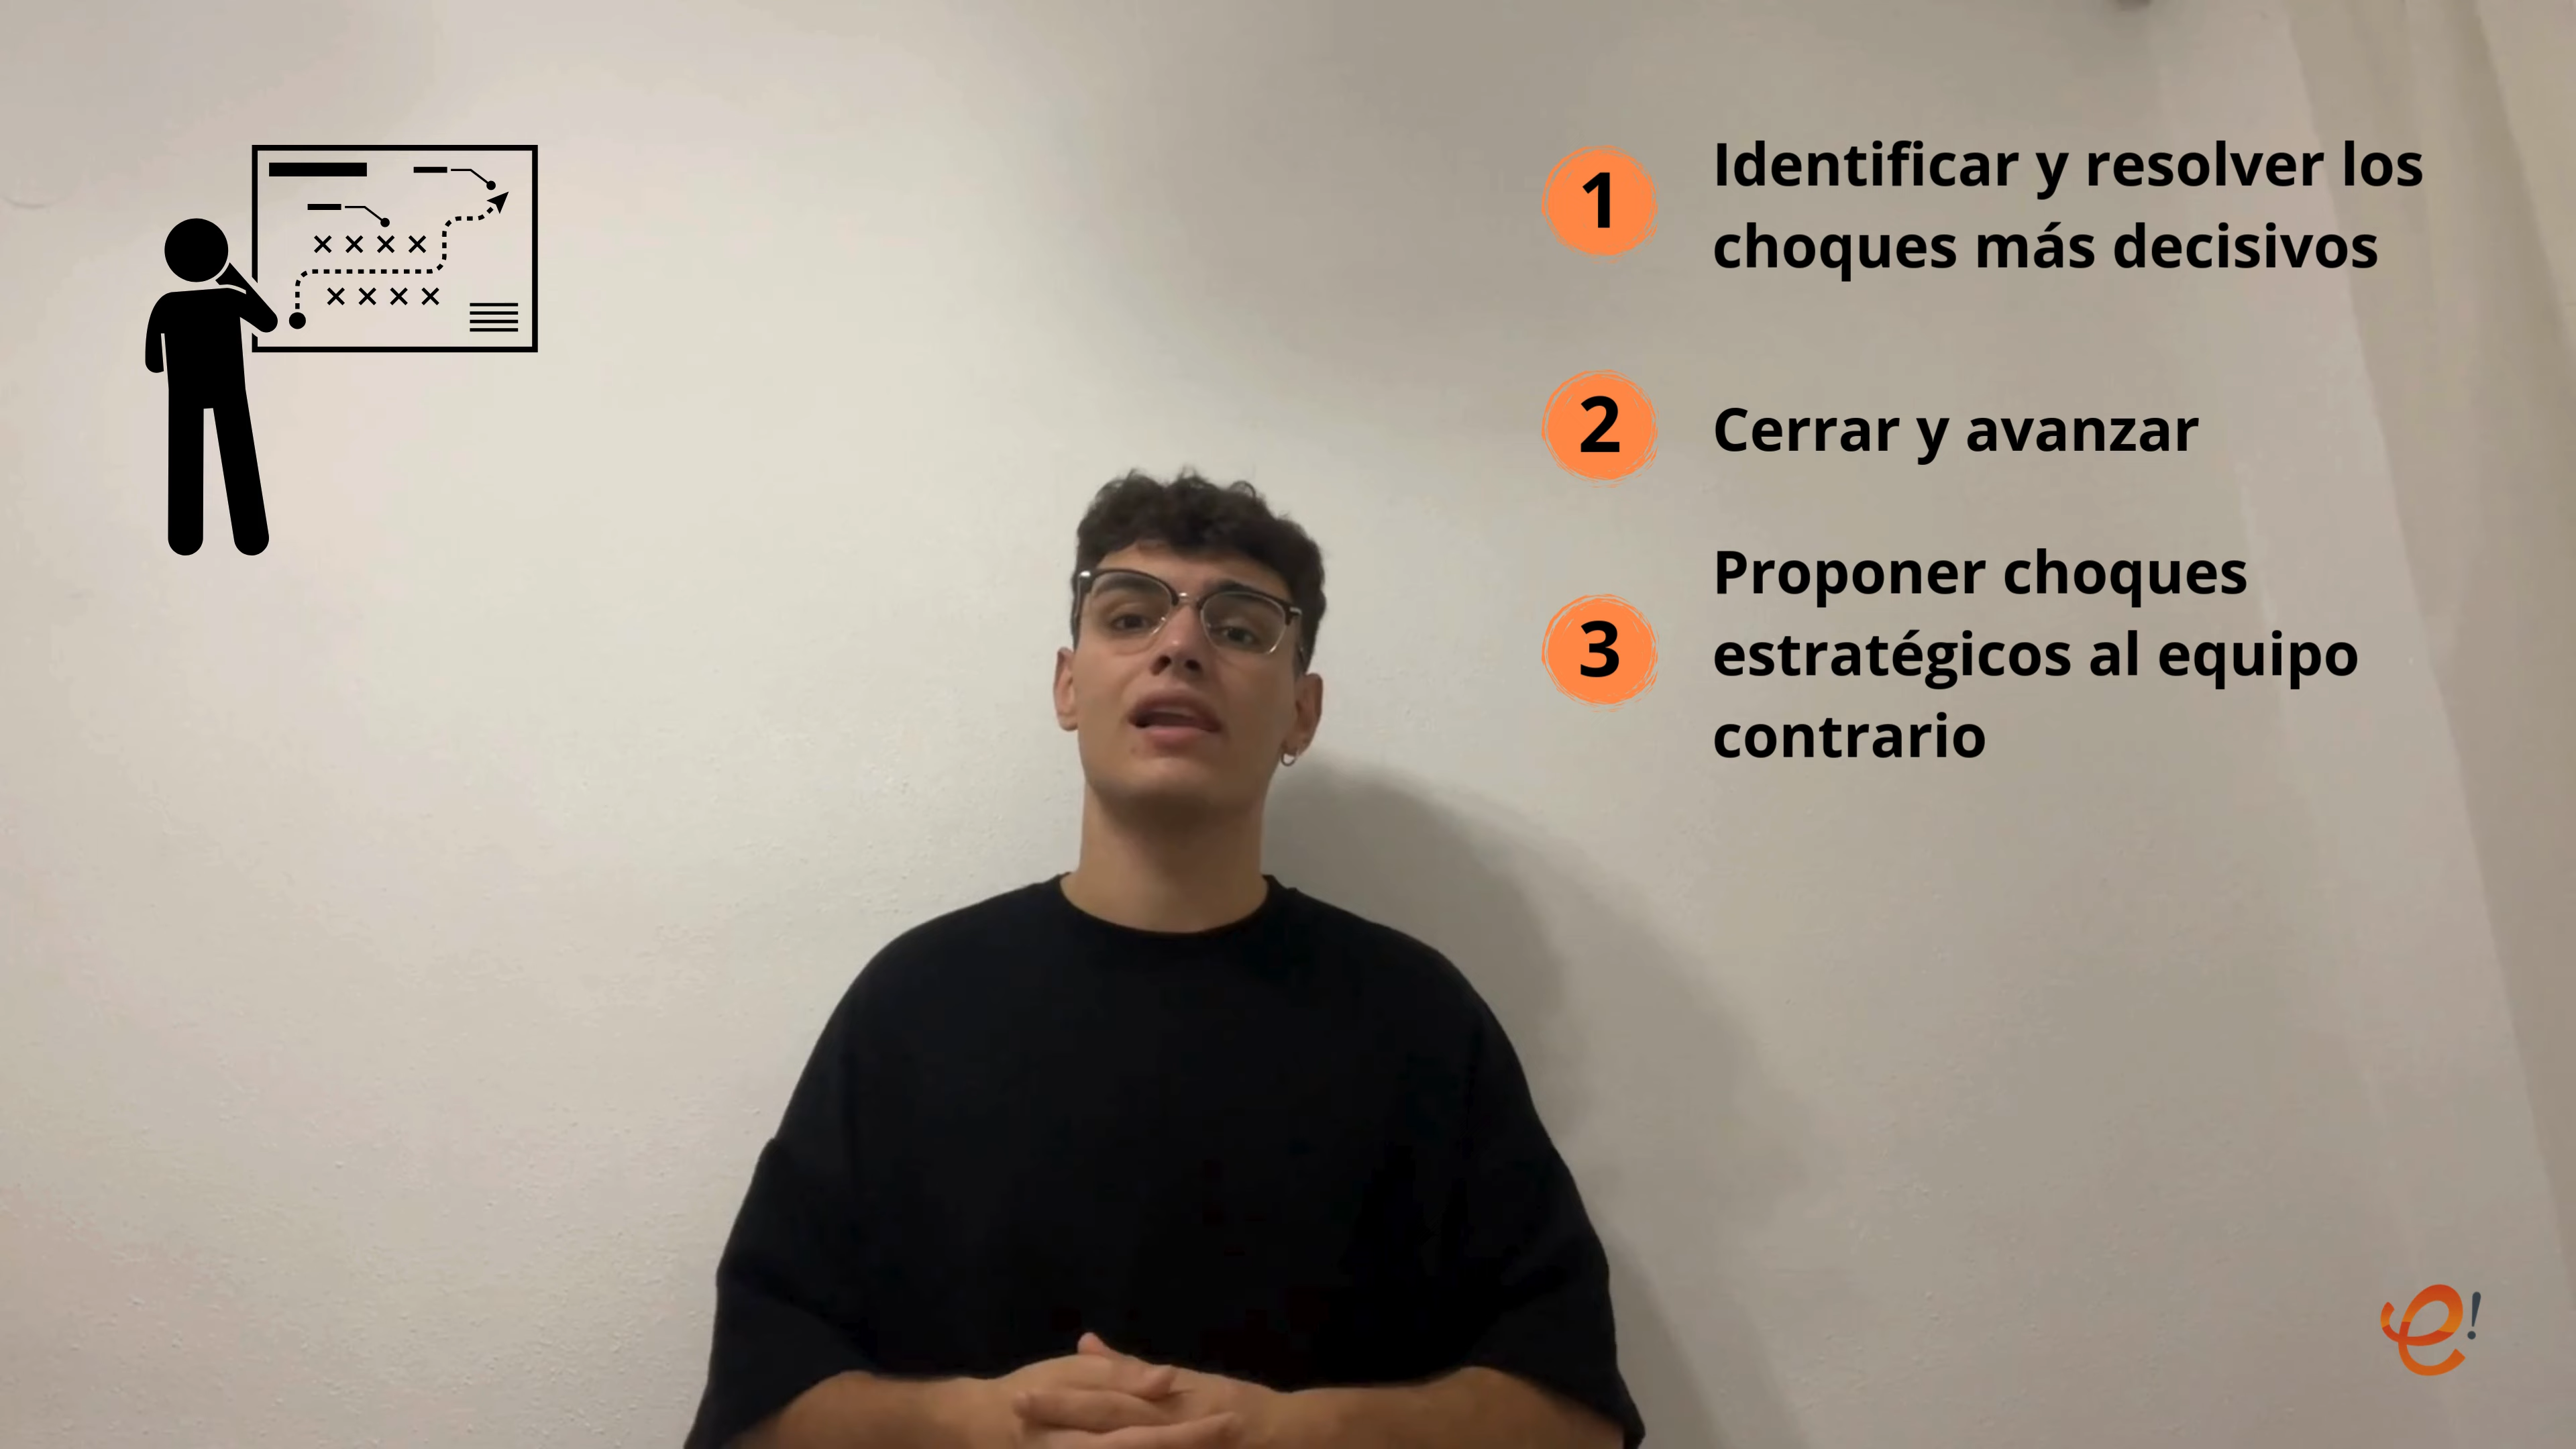 1
Identificar y resolver los
choques más decisivos
2
Cerrar y avanzar
3
Proponer choques
estratégicos al equipo
contrario
e!